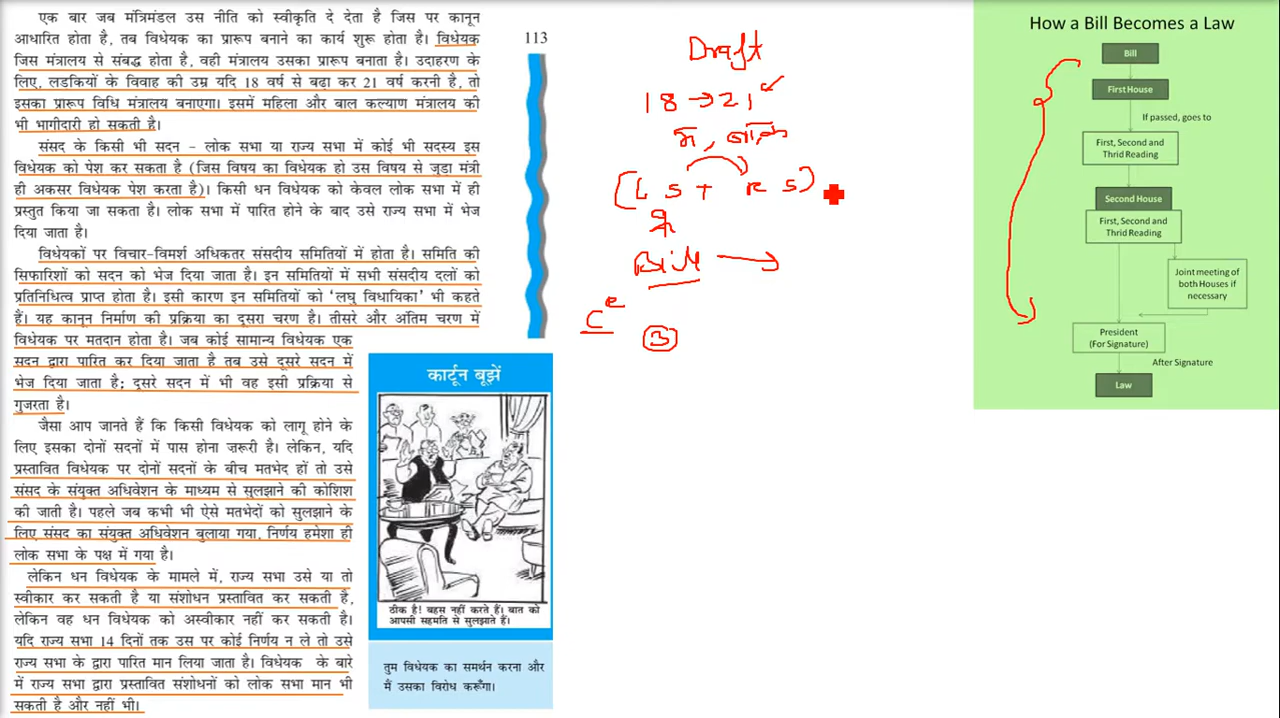 एक बार जब मंत्रिमंडल उस नीति को स्वीकृति दे देता है जिस पर कानून
आधारित होता है, तब विधेयक का प्रारूप बनाने का कार्य शुरू होता है। विधेयक
जिस मंत्रालय से संबद्ध होता है, वही मंत्रालय उसका प्रारूप बनाता है। उदाहरण के
लिए, लडकियों के विवाह की उम्र यदि 18 वर्ष से बढ़ा कर 21 वर्ष करनी है, तो
इसका प्रारूप विधि मंत्रालय बनाएगा। इसमें महिला और बाल कल्याण मंत्रालय की
भी भागीदारी हो सकती है।
संसद के किसी भी सदन – लोक सभा या राज्य सभा में कोई भी सदस्य इस
विधेयक को पेश कर सकता है (जिस विषय का विधेयक हो उस विषय से जूडा मंत्री
ही अकसर विधेयक पेश करता है)। किसी धन विधेयक को केवल लोक सभा में ही
प्रस्तुत किया जा सकता है। लोक सभा में पारित होने के बाद उसे राज्य सभा में भेज
दिया जाता है।
विधेयकों पर विचार-विमर्श अधिकतर संसदीय समितियों में होता है। समिति की
सिफारिशों को सदन को भेज दिया जाता है। इन समितियों में सभी संसदीय दलों को
प्रतिनिधित्व प्राप्त होता है। इसी कारण इन समितियों को ‘लघु विधायिका’ भी कहते
हैं। यह कानून निर्माण की प्रक्रिया का दूसरा चरण है। तीसरे और अंतिम चरण में
विधेयक पर मतदान होता है। जब कोई सामान्य विधेयक एक
सदन द्वारा पारित कर दिया जाता है तब उसे दूसरे सदन में
भेज दिया जाता है; दूसरे सदन में भी वह इसी प्रक्रिया से
गुजरता है।
जैसा आप जानते हैं कि किसी विधेयक को लागू होने के
लिए इसका दोनों सदनों में पास होना जरूरी है। लेकिन, यदि
प्रस्तावित विधेयक पर दोनों सदनों के बीच मतभेद हों तो उसे
संसद के संयुक्त अधिवेशन के माध्यम से सुलझाने की कोशिश
की जाती है। पहले जब कभी भी ऐसे मतभेदों को सुलझाने के
लिए संसद का संयुक्त अधिवेशन बुलाया गया, निर्णय हमेशा ही
लोक सभा के पक्ष में गया है।
लेकिन धन विधेयक के मामले में, राज्य सभा उसे या तो
स्वीकार कर सकती है या संशोधन प्रस्तावित कर सकती है,
लेकिन वह धन विधेयक को अस्वीकार नहीं कर सकती है।
यदि राज्य सभा 14 दिनों तक उस पर कोई निर्णय न ले तो उसे
राज्य सभा के द्वारा पारित मान लिया जाता है। विधेयक के बारे
में राज्य सभा द्वारा प्रस्तावित संशोधनों को लोक सभा मान भी
सकती है और नहीं भी।
113
कार्टून बूझें
ठीक है! बहस नहीं करते हैं। बात को
आपसी सहमति से सुलझाते हैं।
तुम विधेयक का समर्थन करना और
मैं उसका विरोध करूँगा।
Draft
18 → 21
(L S + R S)
Bill →
3
How a Bill Becomes a Law
Bill
First House
If passed, goes to
First, Second and
Thrid Reading
Second House
First, Second and
Thrid Reading
Joint meeting of
both Houses if
necessary
President
(For Signature)
After Signature
Law